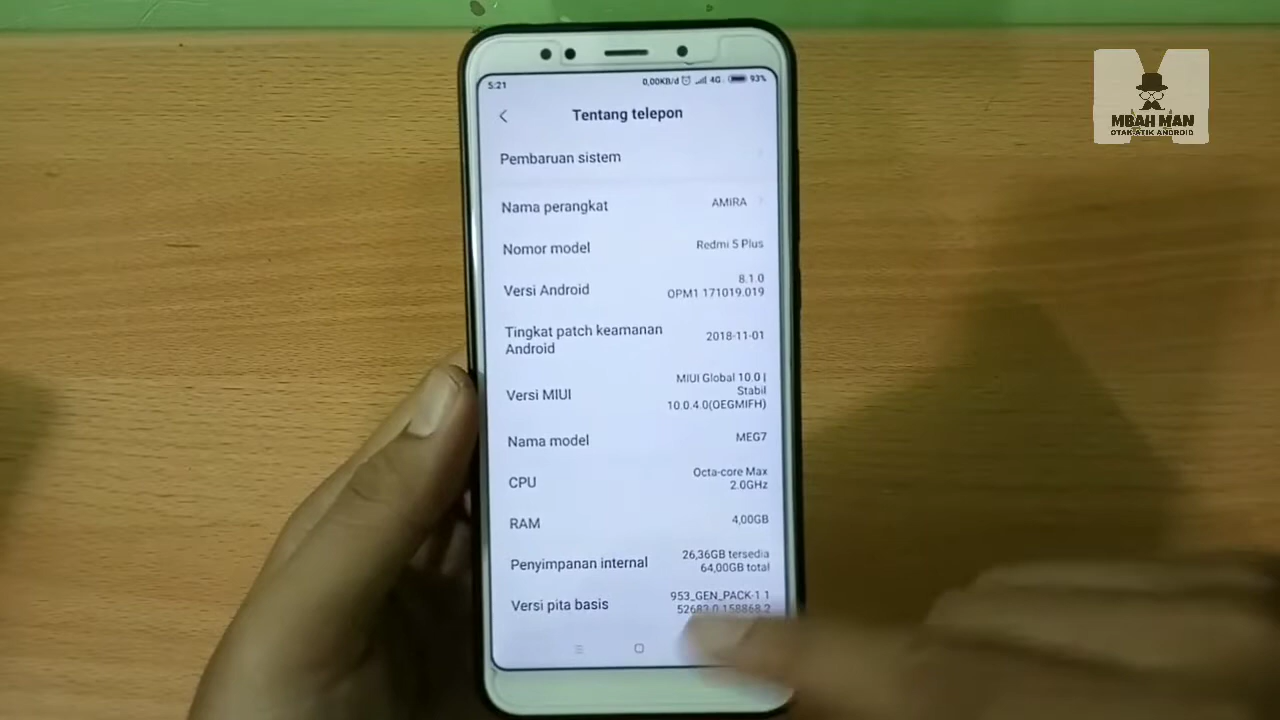 MBAH MAN
OTAK ATIK ANDROID
5:21
0,00KB/d 4G 93%
Tentang telepon
Pembaruan sistem
Nama perangkat AMIRA
Nomor model Redmi 5 Plus
Versi Android 8.1.0
OPM1 171019.019
Tingkat patch keamanan
Android 2018-11-01
Versi MIUI MIUI Global 10.0 |
Stabil
10.0.4.0(OEGMIFH)
Nama model MEG7
CPU Octa-core Max
2.0GHz
RAM 4,00GB
Penyimpanan internal 26,36GB tersedia
64,00GB total
Versi pita basis 953_GEN_PACK-1.1
52683.0.158868.2